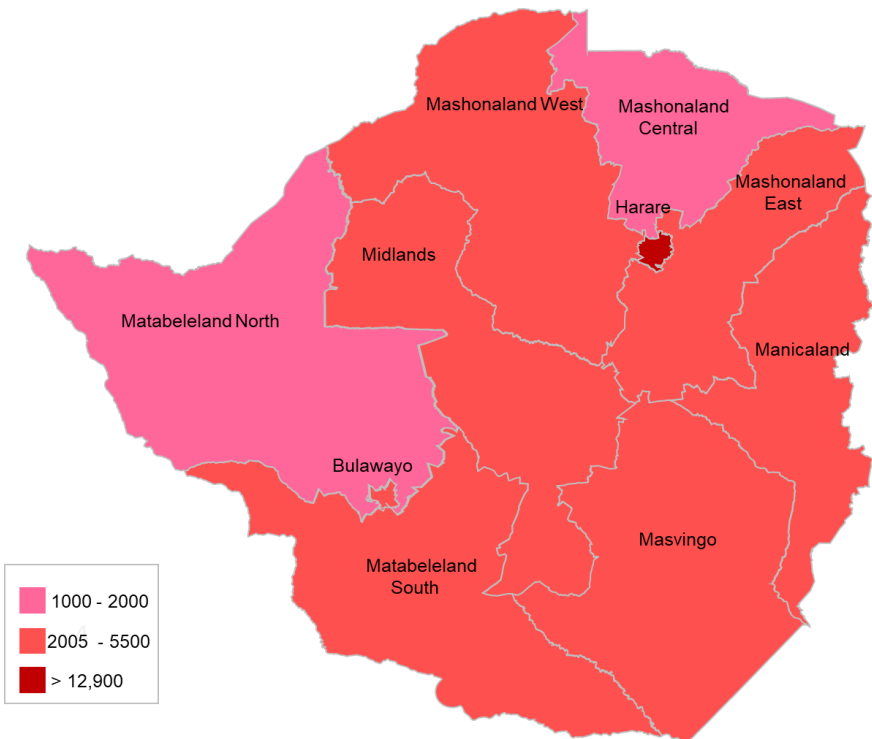 Mashonaland West
Mashonaland
Central
Mashonaland
East
Harare
Midlands
Matabeleland North
Manicaland
Bulawayo
Masvingo
Matabeleland
South
1000 - 2000
2005 - 5500
> 12,900